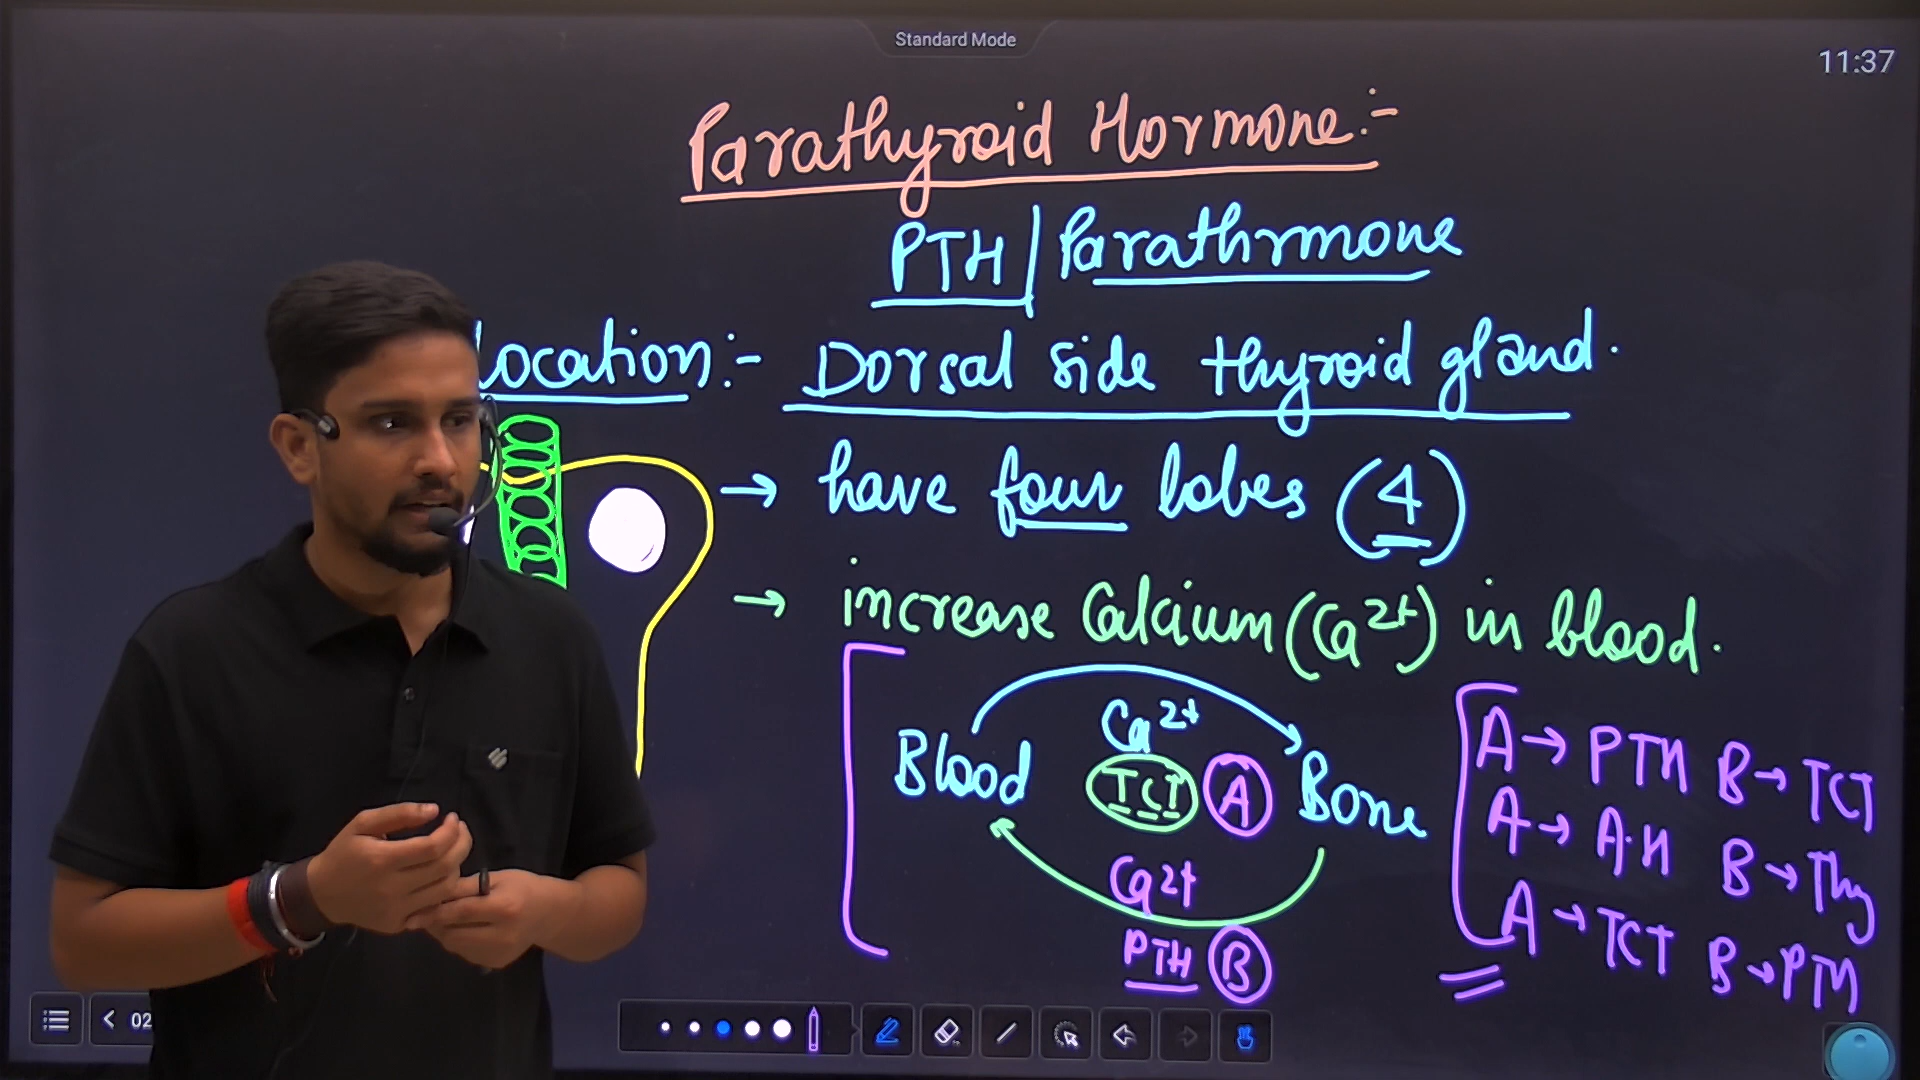 Standard Mode
11:37
Parathyroid Hormone:-
PTH | Parathrmone
Location:- Dorsal side thyroid gland.
→ have four lobes (4)
→ increase Calcium (Ca2+) in blood.
Ca2+
Blood TCT A Bone
Ca2+
PTH B
A → PTH B → TCT
A → A.H B → Thy
A → TCT B → PTH
02